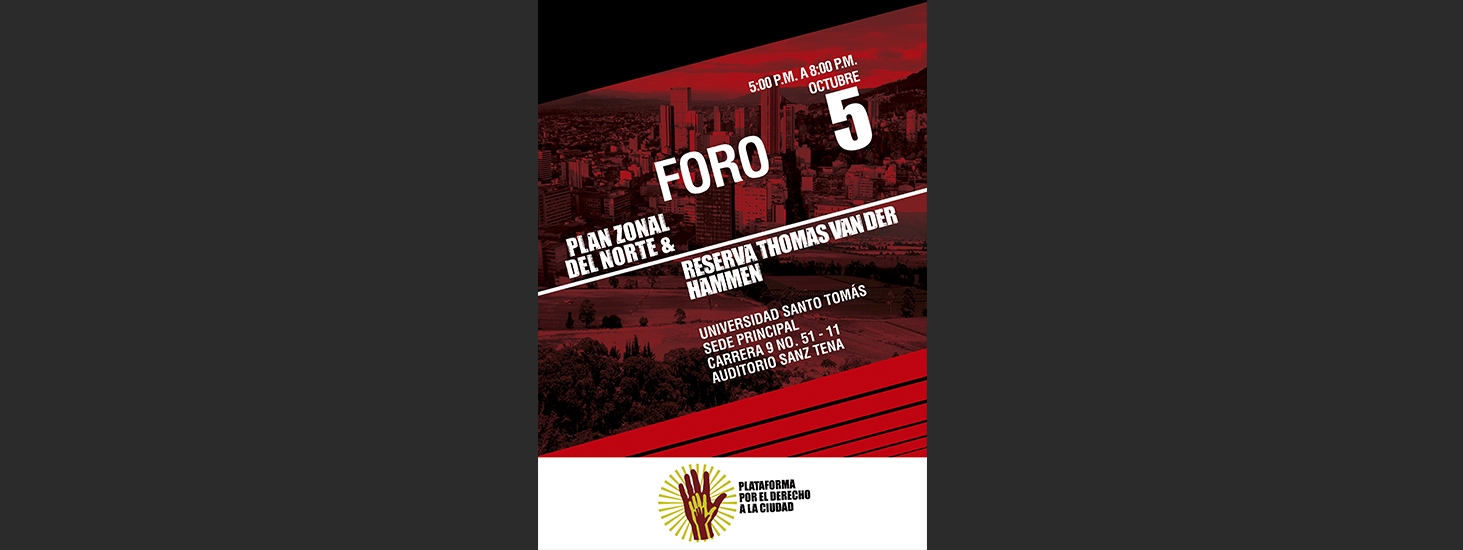 5:00 P.M. A 8:00 P.M.
OCTUBRE
5
FORO
PLAN ZONAL
DEL NORTE &
RESERVA THOMAS VAN DER
HAMMEN
UNIVERSIDAD SANTO TOMÁS
SEDE PRINCIPAL
CARRERA 9 NO. 51 - 11
AUDITORIO SANZ TENA
PLATAFORMA
POR EL DERECHO
A LA CIUDAD